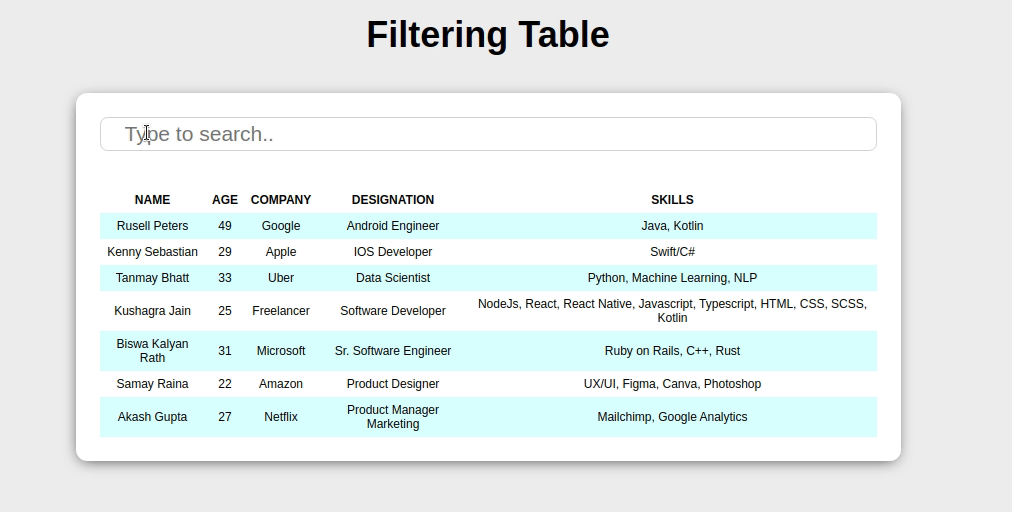 Filtering Table
Type to search..
NAME AGE COMPANY DESIGNATION SKILLS
Rusell Peters 49 Google Android Engineer Java, Kotlin
Kenny Sebastian 29 Apple IOS Developer Swift/C#
Tanmay Bhatt 33 Uber Data Scientist Python, Machine Learning, NLP
Kushagra Jain 25 Freelancer Software Developer NodeJs, React, React Native, Javascript, Typescript, HTML, CSS, SCSS,
Kotlin
Biswa Kalyan
Rath 31 Microsoft Sr. Software Engineer Ruby on Rails, C++, Rust
Samay Raina 22 Amazon Product Designer UX/UI, Figma, Canva, Photoshop
Akash Gupta 27 Netflix Product Manager
Marketing Mailchimp, Google Analytics